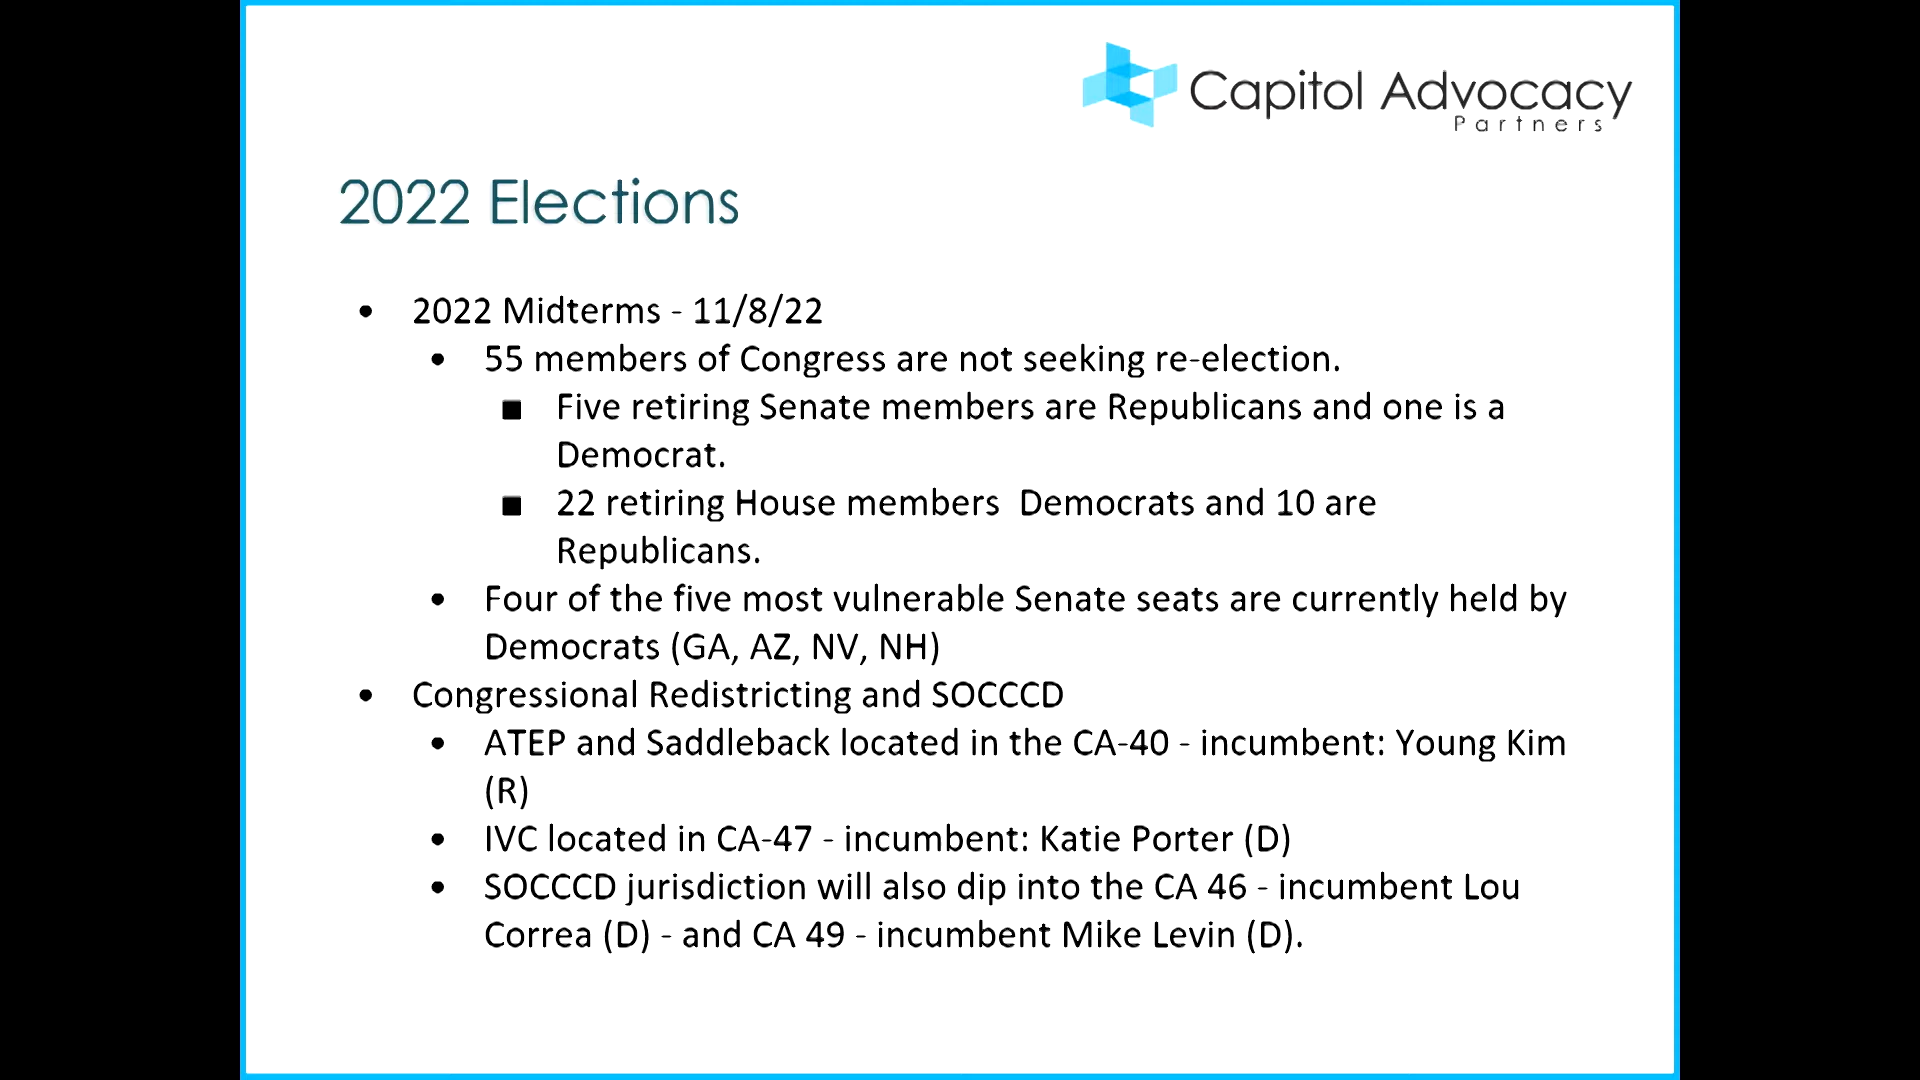 Capitol Advocacy
Partners
2022 Elections
• 2022 Midterms - 11/8/22
• 55 members of Congress are not seeking re-election.
■ Five retiring Senate members are Republicans and one is a
Democrat.
■ 22 retiring House members  Democrats and 10 are
Republicans.
• Four of the five most vulnerable Senate seats are currently held by
Democrats (GA, AZ, NV, NH)
• Congressional Redistricting and SOCCCD
• ATEP and Saddleback located in the CA-40 - incumbent: Young Kim
(R)
• IVC located in CA-47 - incumbent: Katie Porter (D)
• SOCCCD jurisdiction will also dip into the CA 46 - incumbent Lou
Correa (D) - and CA 49 - incumbent Mike Levin (D).